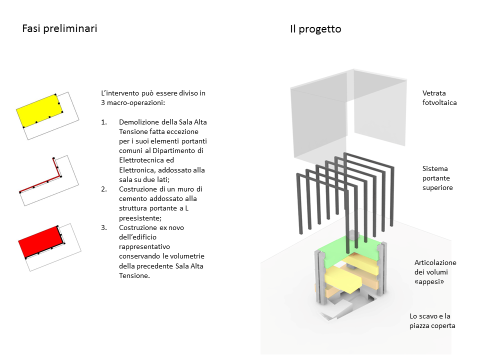 Fasi preliminari
L'intervento può essere diviso in
3 macro-operazioni:
1. Demolizione della Sala Alta
Tensione fatta eccezione
per i suoi elementi portanti
comuni al Dipartimento di
Elettrotecnica ed
Elettronica, addossato alla
sala su due lati;
2. Costruzione di un muro di
cemento addossato alla
struttura portante a L
preesistente;
3. Costruzione ex novo
dell'edificio
rappresentativo
conservando le volumetrie
della precedente Sala Alta
Tensione.
Il progetto
Vetrata
fotvoltaica
Sistema
portante
superiore
Articolazione
dei volumi
«appesi»
Lo scavo e la
piazza coperta